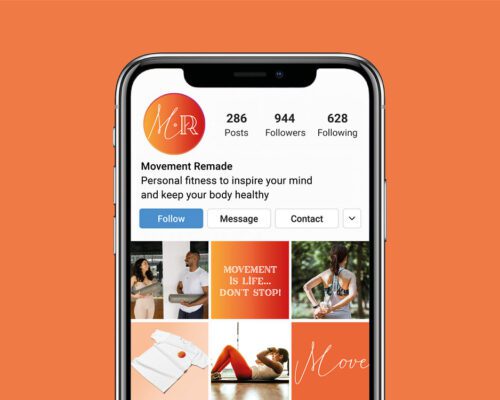 M·R
286 944 628
Posts Followers Following
Movement Remade
Personal fitness to inspire your mind
and keep your body healthy
Follow Message Contact
MOVEMENT
IS LIFE...
DON'T STOP!
Move